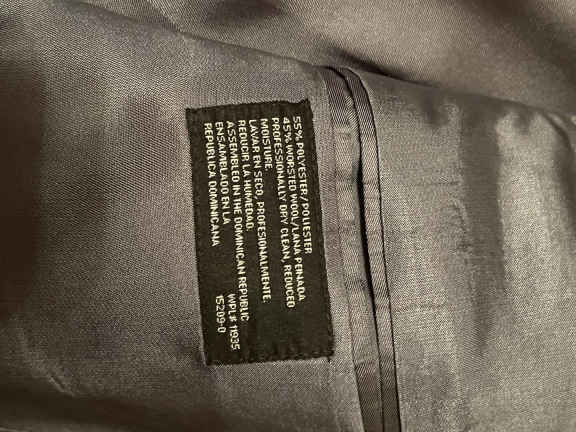 55% POLYESTER/POLIESTER
45% WORSTED WOOL/LANA PEINADA
PROFESSIONALLY DRY CLEAN, REDUCED
MOISTURE.
LAVAR EN SECO, PROFESIONALMENTE.
REDUCIR LA HUMEDAD.
ASSEMBLED IN THE DOMINICAN REPUBLIC
ENSAMBLADO EN LA
REPUBLICA DOMINICANA
WPL# 11935
15209-0